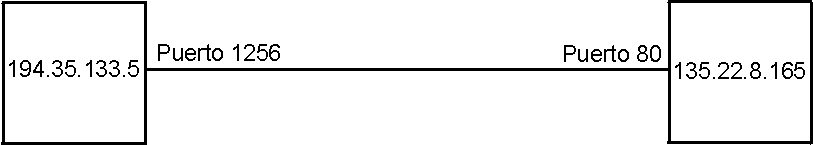 194.35.133.5
Puerto 1256
Puerto 80
135.22.8.165